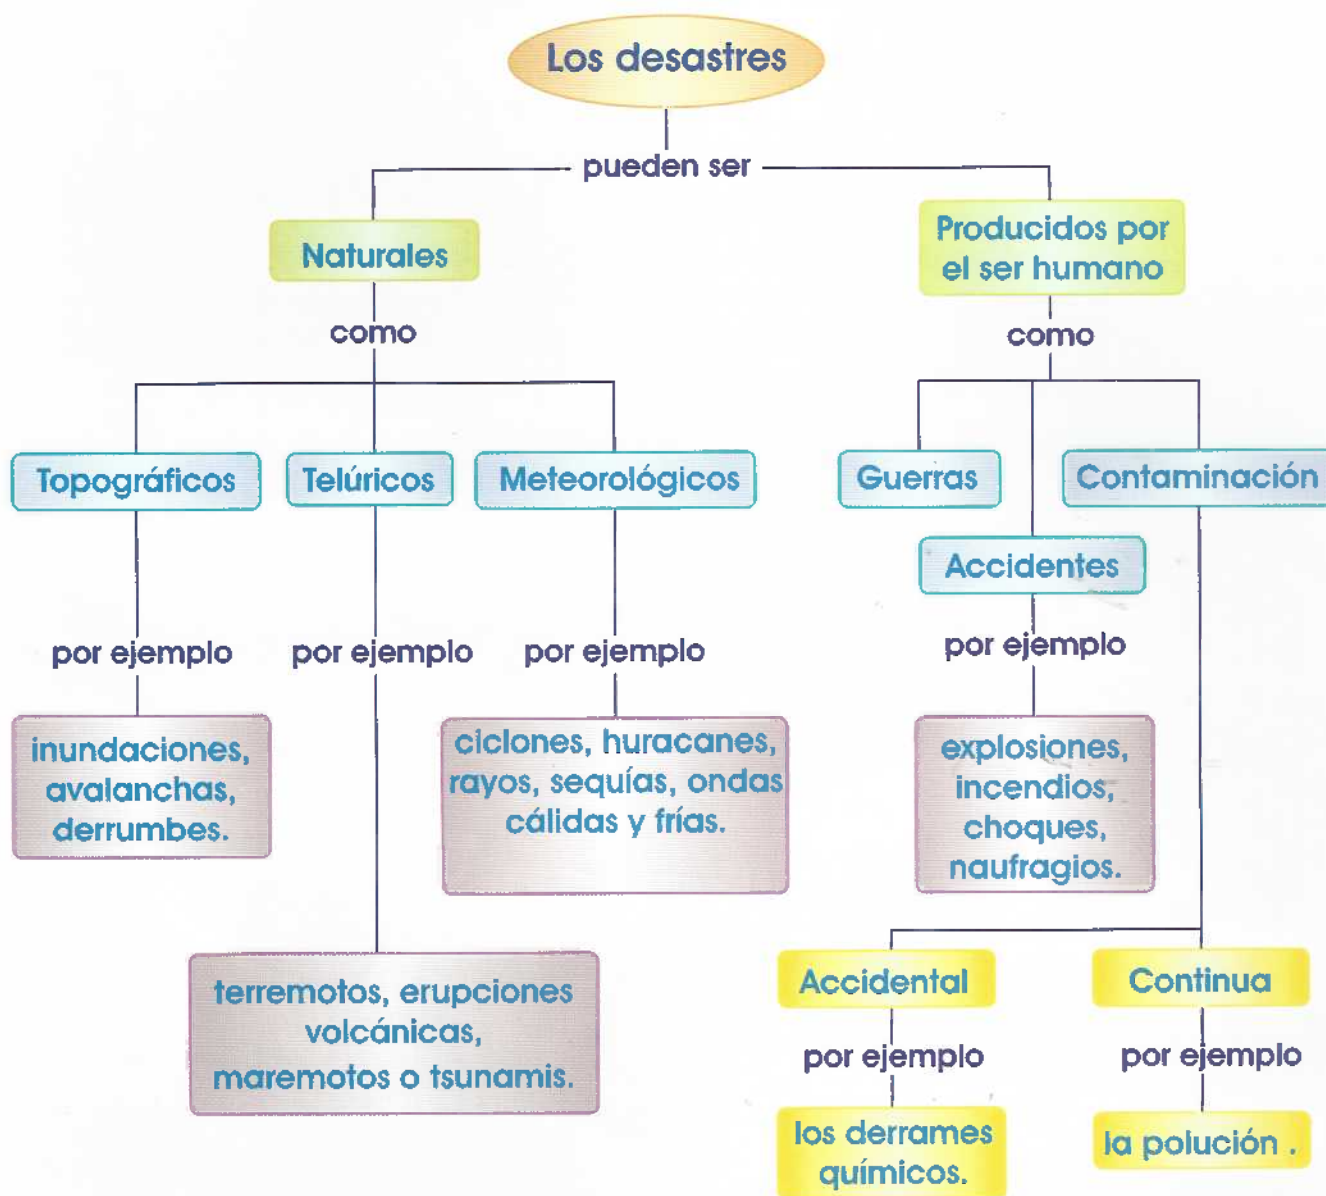 Los desastres
pueden ser
Naturales
Producidos por
el ser humano
como
como
Topográficos
Telúricos
Meteorológicos
Guerras
Contaminación
Accidentes
por ejemplo
por ejemplo
por ejemplo
por ejemplo
inundaciones,
avalanchas,
derrumbes.
ciclones, huracanes,
rayos, sequías, ondas
cálidas y frías.
explosiones,
incendios,
choques,
naufragios.
terremotos, erupciones
volcánicas,
maremotos o tsunamis.
Accidental
Continua
por ejemplo
por ejemplo
los derrames
químicos.
la polución .